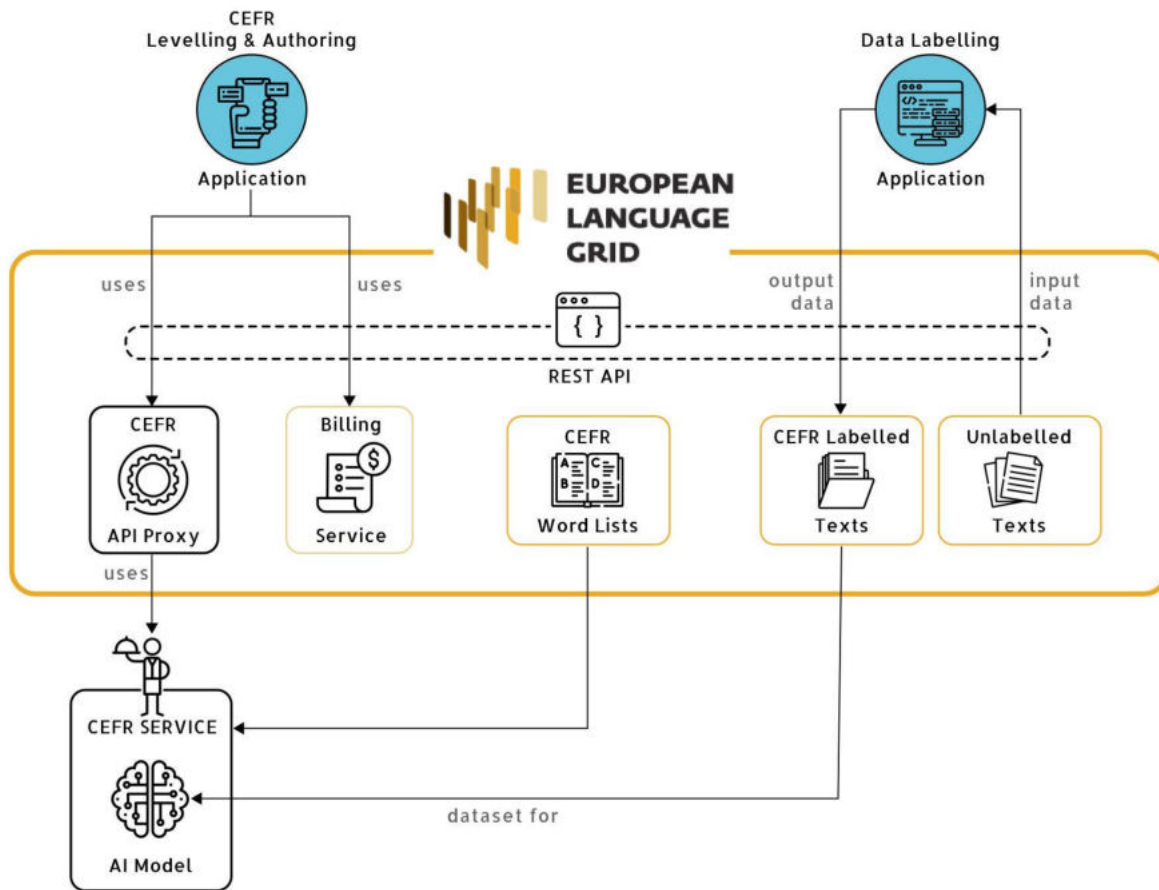 CEFR
Levelling & Authoring
Application
Data Labelling
</>
Application
EUROPEAN
LANGUAGE
GRID
uses
uses
output
data
input
data
{ }
REST API
CEFR
API Proxy
Billing
$
Service
CEFR
A C
B D
Word Lists
CEFR Labelled
Texts
Unlabelled
Texts
uses
CEFR SERVICE
AI Model
dataset for